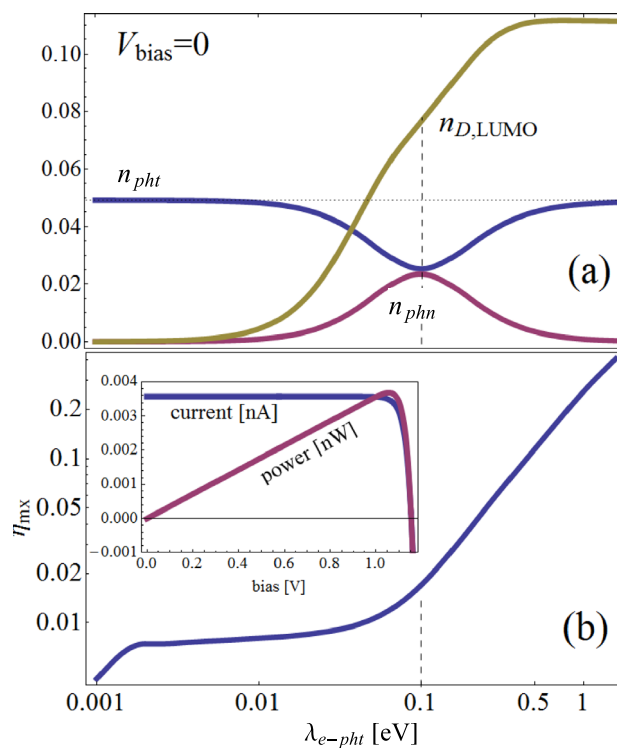 V_bias=0
0.10
0.08
0.06
0.04
0.02
0.00
n_D,LUMO
n_pht
n_phn
(a)
0.2
0.1
0.05
0.02
0.01
η_mx
0.004
0.003
0.002
0.001
0.000
−0.001
current [nA]
power [nW]
0.0 0.2 0.4 0.6 0.8 1.0
bias [V]
(b)
0.001 0.01 0.1 0.5 1
λ_e−pht [eV]